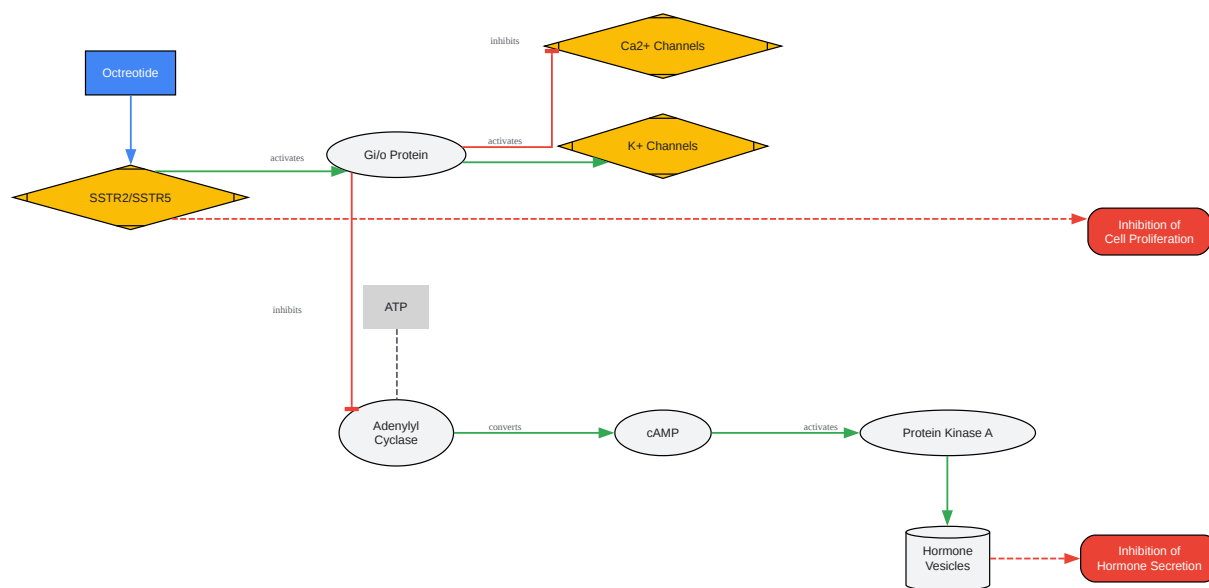 inhibits
Ca2+ Channels
Octreotide
activates
K+ Channels
activates
Gi/o Protein
SSTR2/SSTR5
Inhibition of
Cell Proliferation
inhibits
ATP
Adenylyl
Cyclase
converts
cAMP
activates
Protein Kinase A
Hormone
Vesicles
Inhibition of
Hormone Secretion